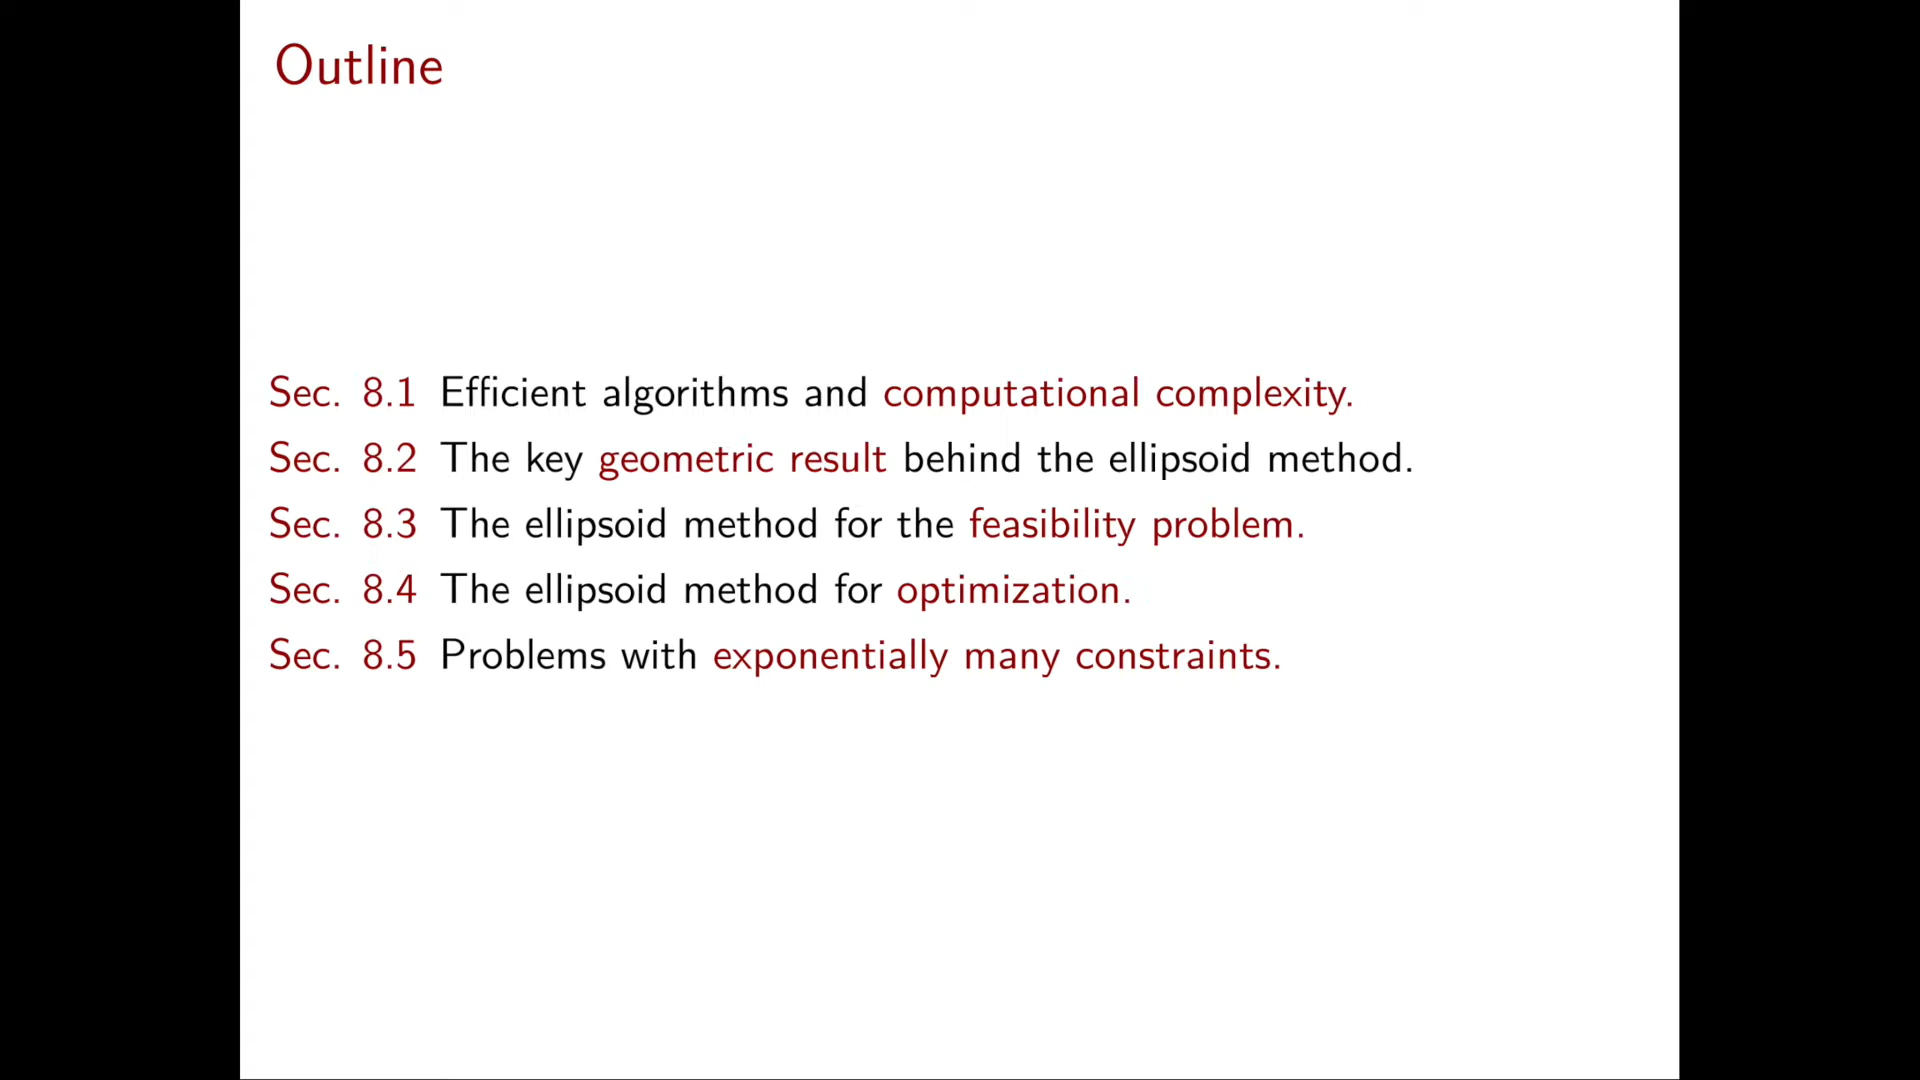 Outline
Sec. 8.1 Efficient algorithms and computational complexity.
Sec. 8.2 The key geometric result behind the ellipsoid method.
Sec. 8.3 The ellipsoid method for the feasibility problem.
Sec. 8.4 The ellipsoid method for optimization.
Sec. 8.5 Problems with exponentially many constraints.